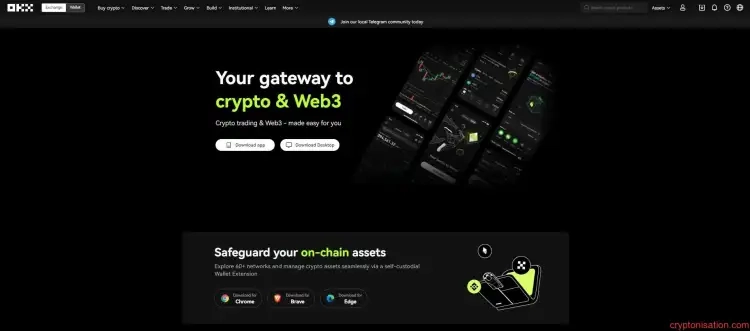 OKX Exchange Wallet Buy crypto Discover Trade Grow Build Institutional Learn More Assets
Join our local Telegram community today
Your gateway to
crypto & Web3
Crypto trading & Web3 – made easy for you
Download app Download Desktop
Safeguard your on-chain assets
Explore 60+ networks and manage crypto assets seamlessly via a self-custodial
Wallet Extension
Download for Download for Download for
Chrome Brave Edge
cryptonisation.com